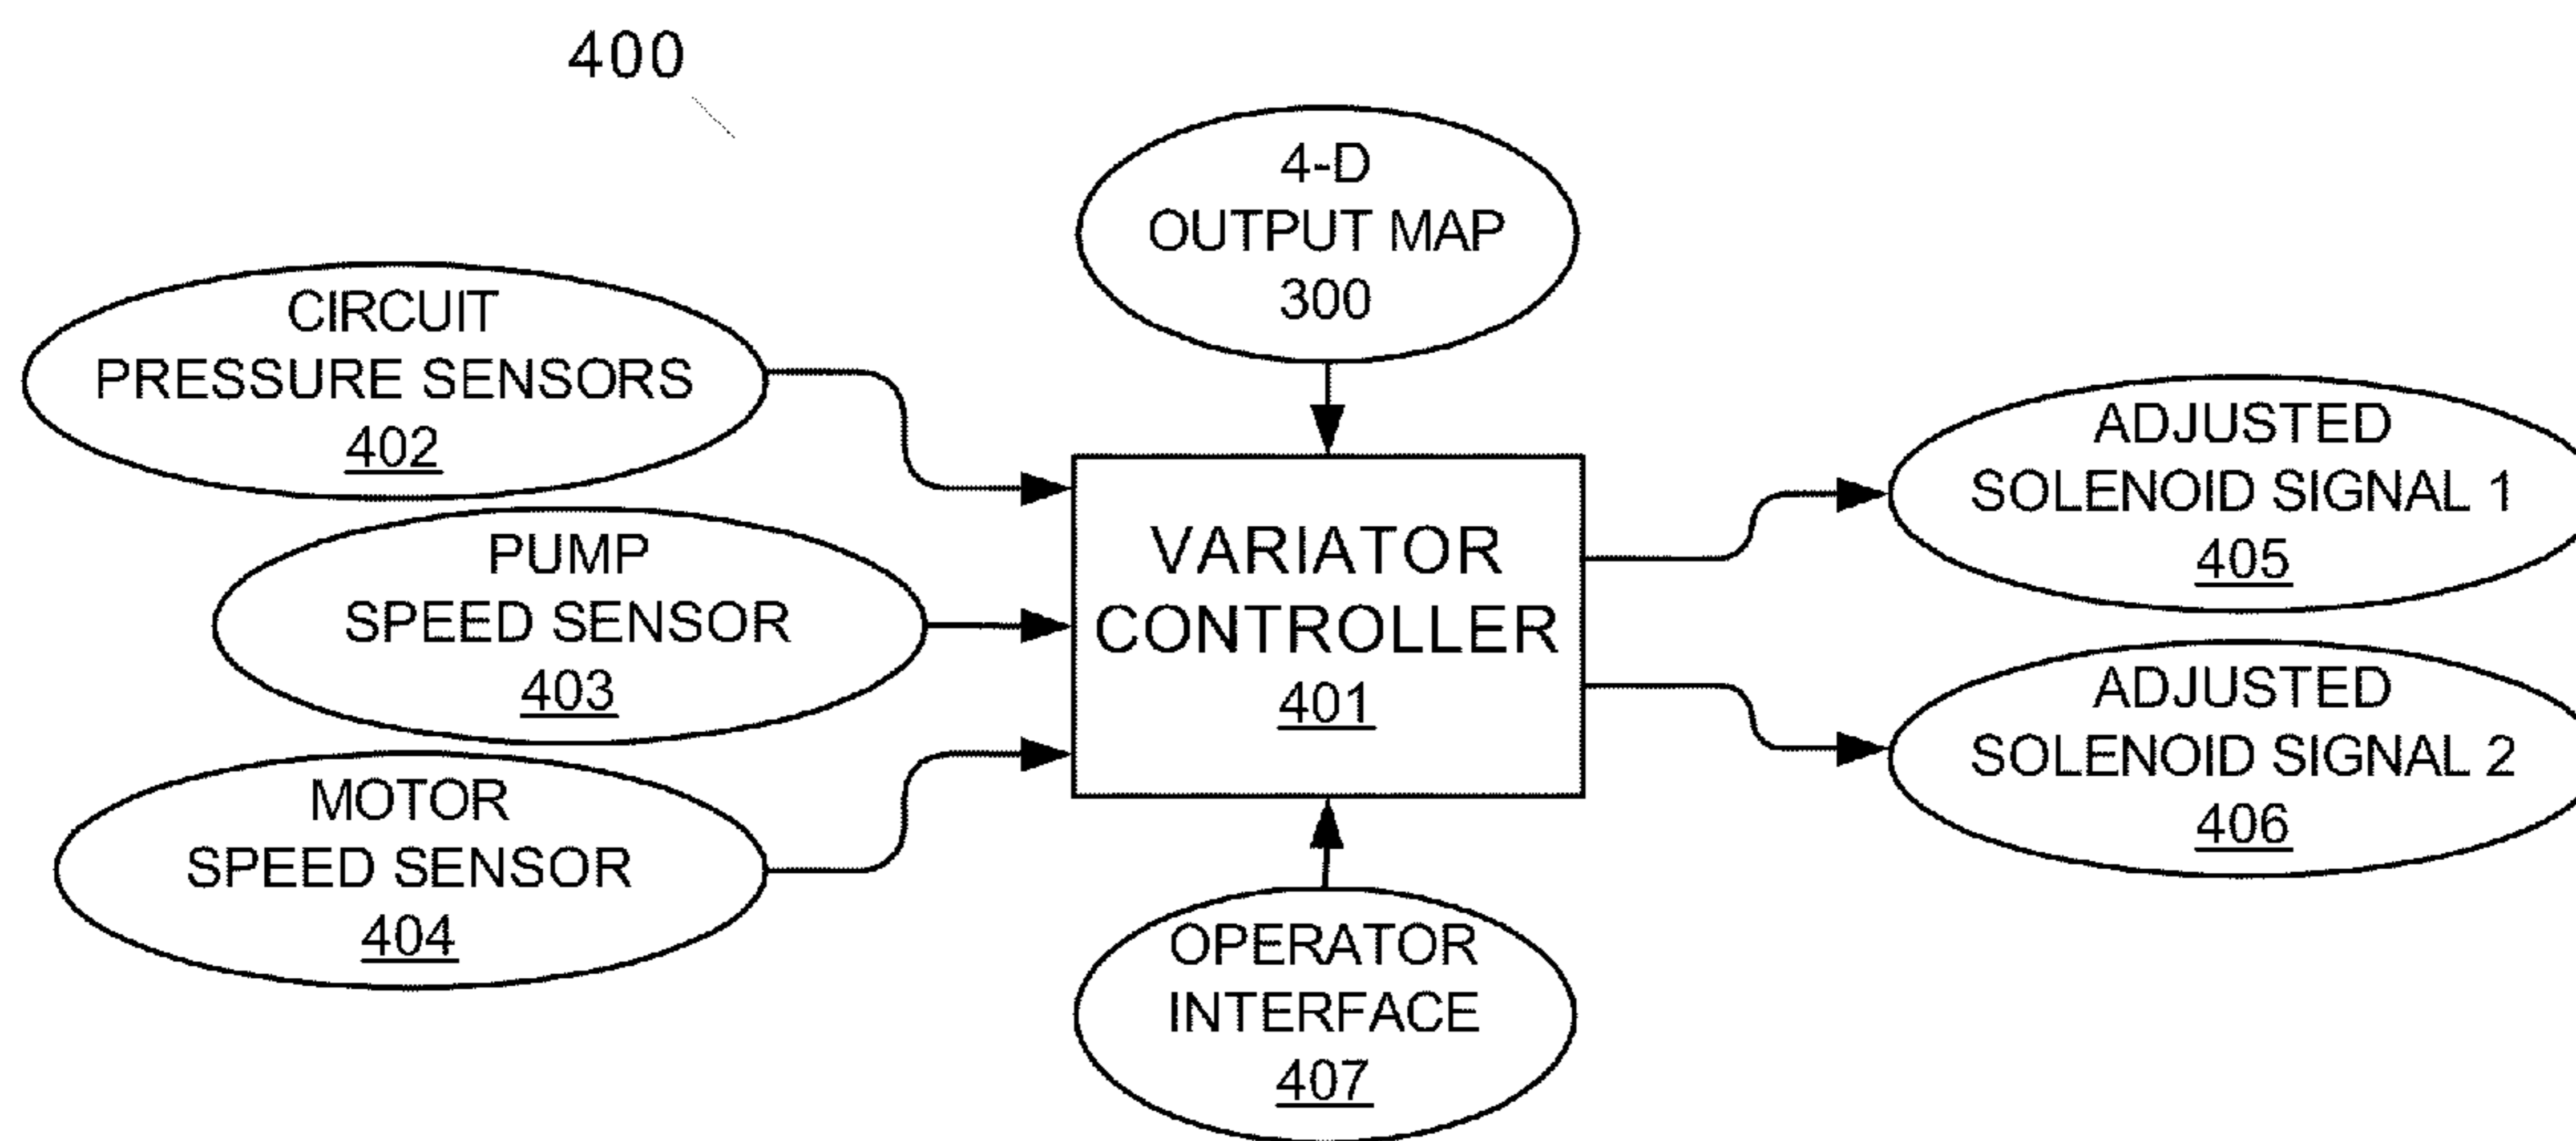 400
4-D
OUTPUT MAP
300
CIRCUIT
PRESSURE SENSORS
402
PUMP
SPEED SENSOR
403
MOTOR
SPEED SENSOR
404
VARIATOR
CONTROLLER
401
ADJUSTED
SOLENOID SIGNAL 1
405
ADJUSTED
SOLENOID SIGNAL 2
406
OPERATOR
INTERFACE
407